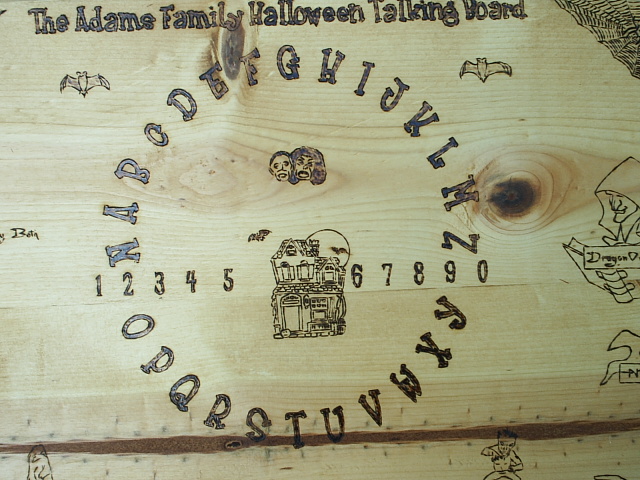 The Adams Family Halloween Talking Board
A B C D E F G H I J K L M
1 2 3 4 5 6 7 8 9 0
N O P Q R S T U V W X Y Z